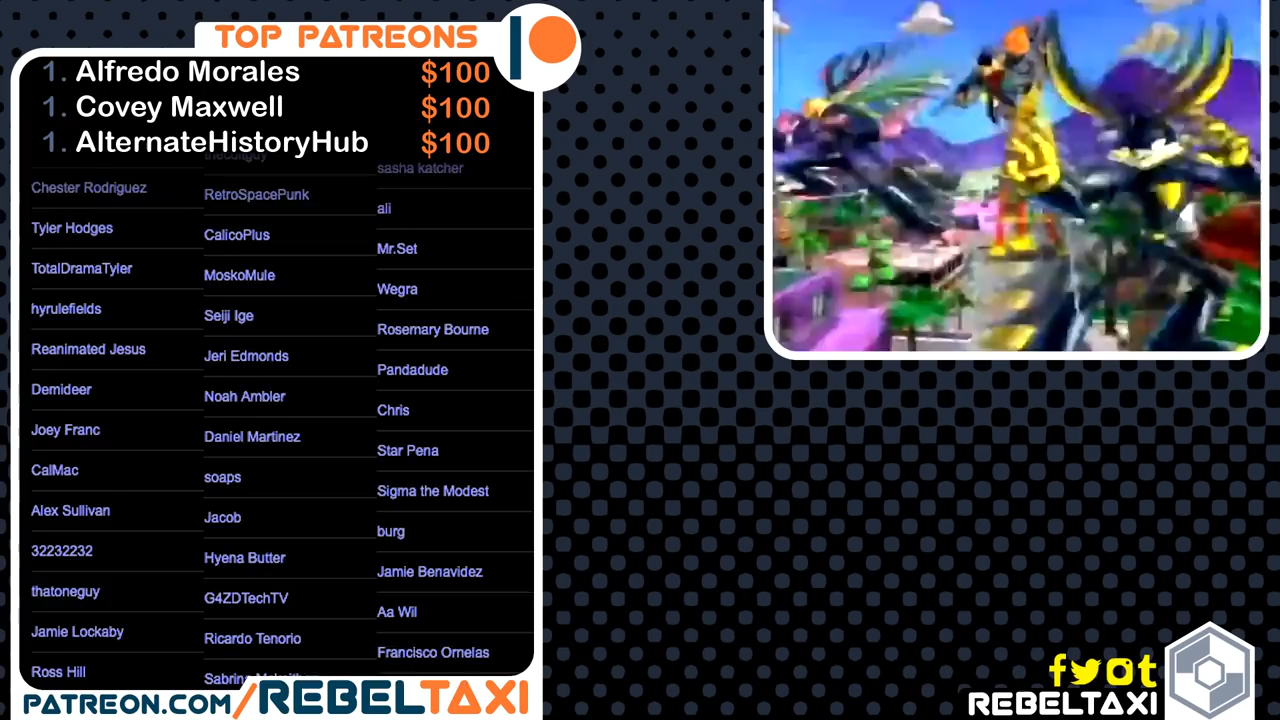 TOP PATREONS
1. Alfredo Morales $100
1. Covey Maxwell $100
1. AlternateHistoryHub $100
Chester Rodriguez
Tyler Hodges
TotalDramaTyler
hyrulefields
Reanimated Jesus
Demideer
Joey Franc
CalMac
Alex Sullivan
32232232
thatoneguy
Jamie Lockaby
Ross Hill
thecultguy
RetroSpacePunk
CalicoPlus
MoskoMule
Seiji Ige
Jeri Edmonds
Noah Ambler
Daniel Martinez
soaps
Jacob
Hyena Butter
G4ZDTechTV
Ricardo Tenorio
sasha katcher
ali
Mr.Set
Wegra
Rosemary Bourne
Pandadude
Chris
Star Pena
Sigma the Modest
burg
Jamie Benavidez
Aa Wil
Francisco Ornelas
PATREON.COM/REBELTAXI
REBELTAXI